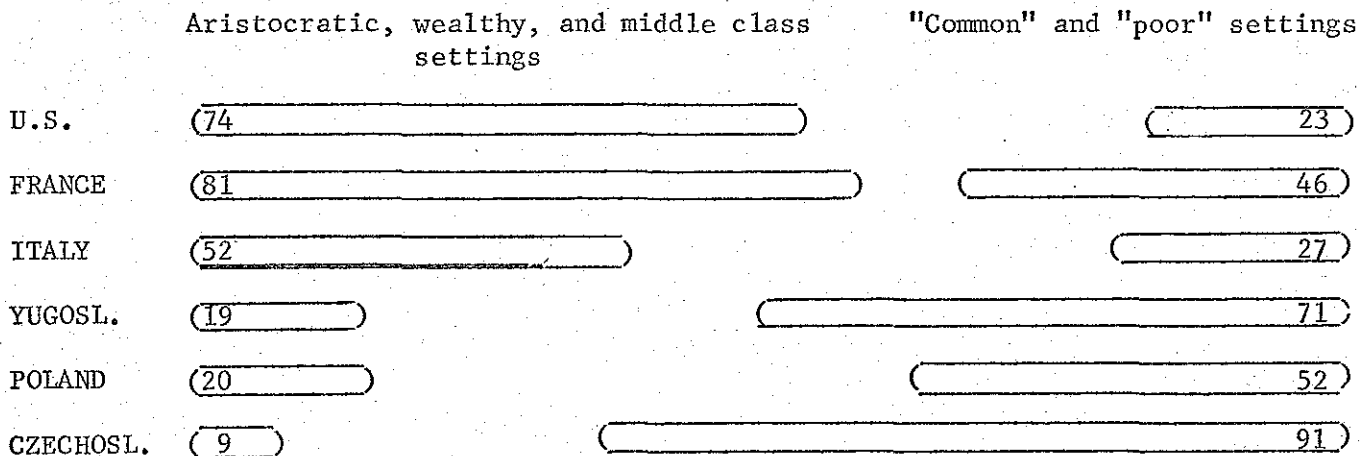 Aristocratic, wealthy, and middle class settings
"Common" and "poor" settings
U.S. 74 23
FRANCE 81 46
ITALY 52 27
YUGOSL. 19 71
POLAND 20 52
CZECHOSL. 9 91